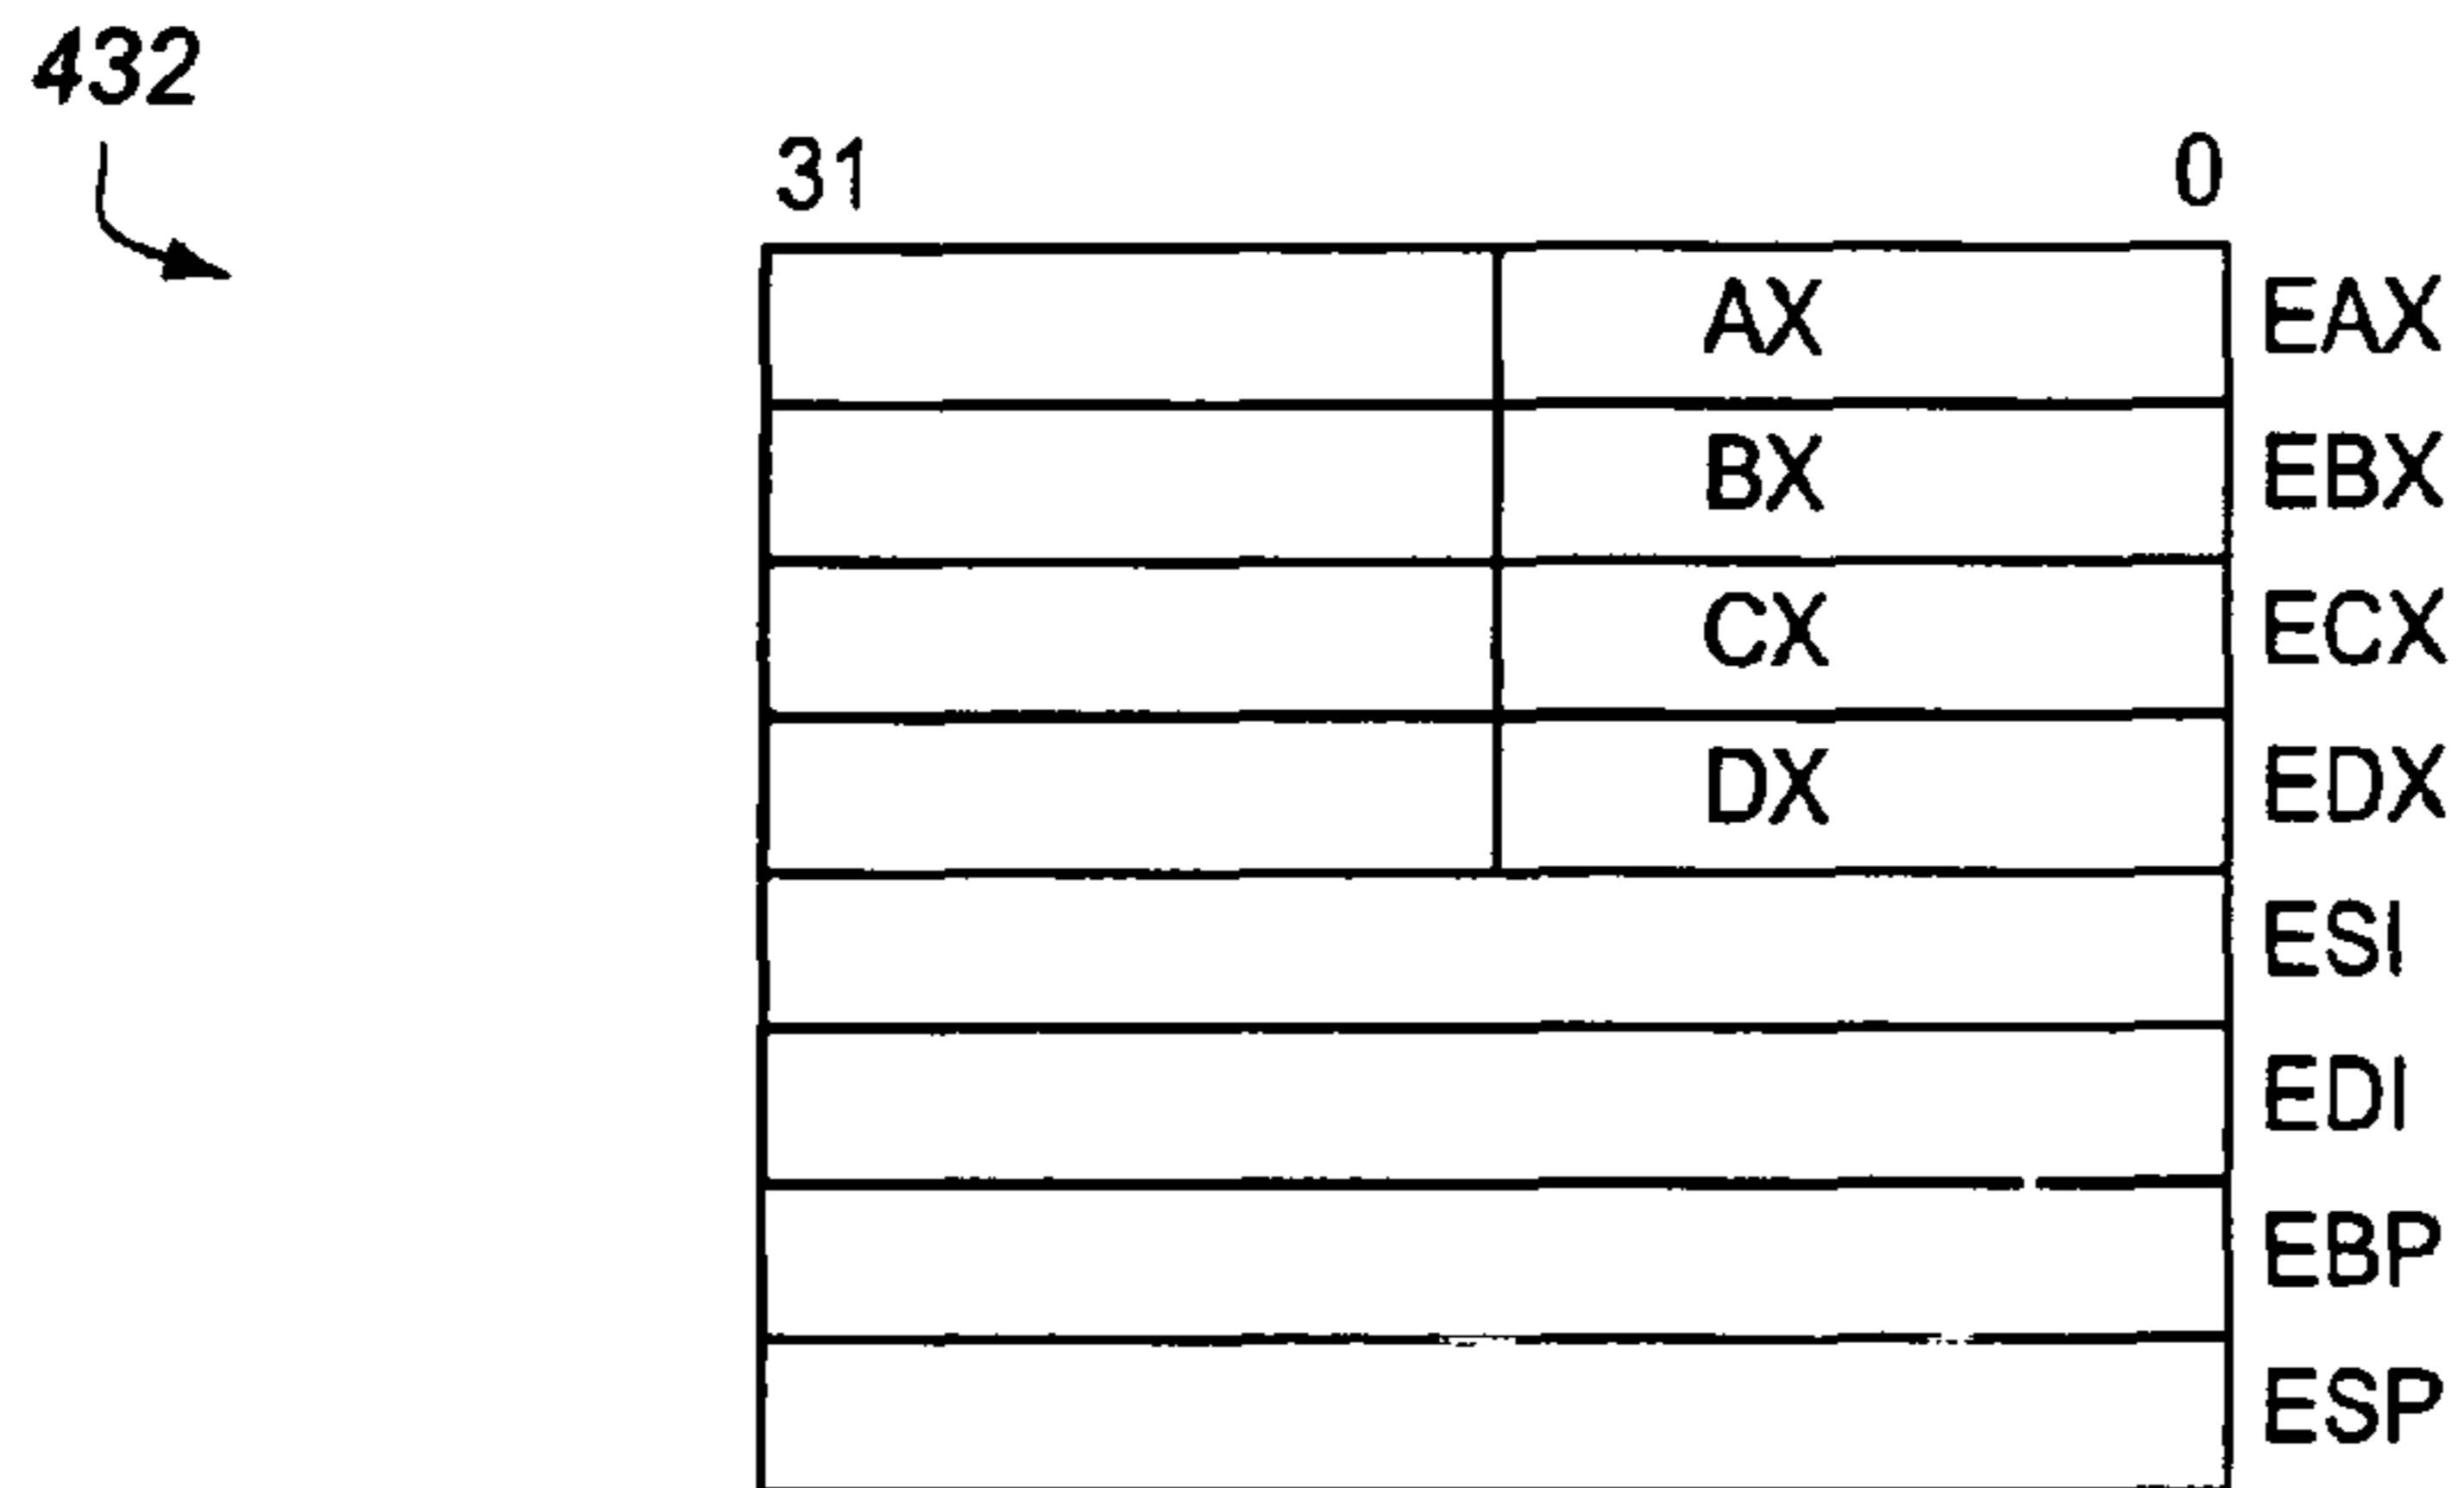 432
31 0
AX EAX
BX EBX
CX ECX
DX EDX
ESI
EDI
EBP
ESP